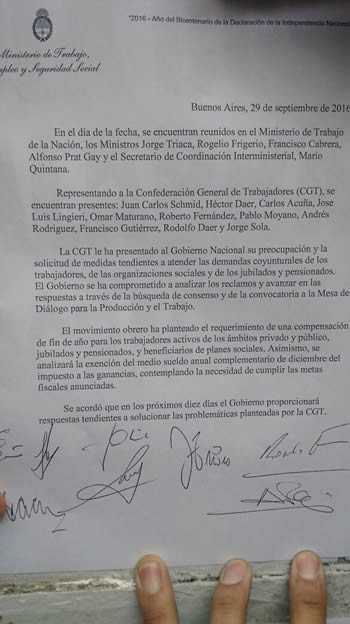 "2016 - Año del Bicentenario de la Declaración de la Independencia Nacional
Ministerio de Trabajo,
mpleo y Seguridad Social
Buenos Aires, 29 de septiembre de 2016
En el día de la fecha, se encuentran reunidos en el Ministerio de Trabajo
de la Nación, los Ministros Jorge Triaca, Rogelio Frigerio, Francisco Cabrera,
Alfonso Prat Gay y el Secretario de Coordinación Interministerial, Mario
Quintana.
Representando a la Confederación General de Trabajadores (CGT), se
encuentran presentes: Juan Carlos Schmid, Héctor Daer, Carlos Acuña, Jose
Luis Lingieri, Omar Maturano, Roberto Fernández, Pablo Moyano, Andrés
Rodriguez, Francisco Gutiérrez, Rodolfo Daer y Jorge Sola.
La CGT le ha presentado al Gobierno Nacional su preocupación y la
solicitud de medidas tendientes a atender las demandas coyunturales de los
trabajadores, de las organizaciones sociales y de los jubilados y pensionados.
El Gobierno se ha comprometido a analizar los reclamos y avanzar en las
respuestas a través de la búsqueda de consenso y de la convocatoria a la Mesa de
Diálogo para la Producción y el Trabajo.
El movimiento obrero ha planteado el requerimiento de una compensación
de fin de año para los trabajadores activos de los ámbitos privado y público,
jubilados y pensionados, y beneficiarios de planes sociales. Asimismo, se
analizará la exención del medio sueldo anual complementario de diciembre del
impuesto a las ganancias, contemplando la necesidad de cumplir las metas
fiscales anunciadas.
Se acordó que en los próximos diez días el Gobierno proporcionará
respuestas tendientes a solucionar las problemáticas planteadas por la CGT.